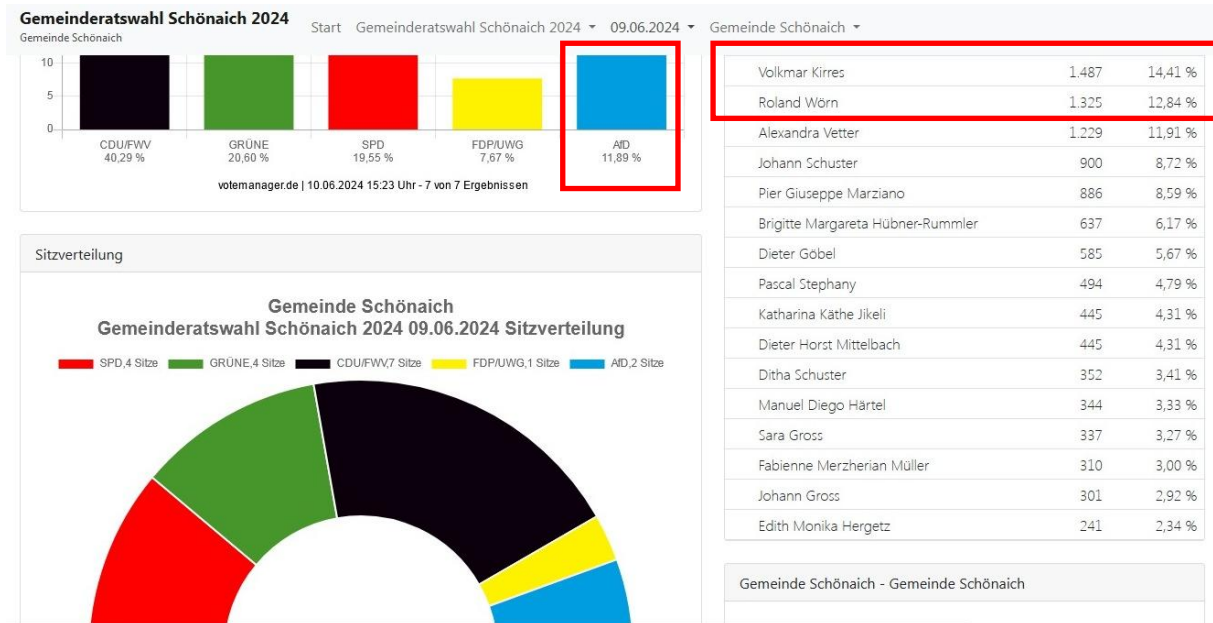 Gemeinderatswahl Schönaich 2024
Gemeinde Schönaich
Start Gemeinderatswahl Schönaich 2024 09.06.2024 Gemeinde Schönaich
10
5
0
CDU/FWV GRÜNE SPD FDP/UWG AfD
40,29 % 20,60 % 19,55 % 7,67 % 11,89 %
votemanager.de | 10.06.2024 15:23 Uhr - 7 von 7 Ergebnissen
Sitzverteilung
Gemeinde Schönaich
Gemeinderatswahl Schönaich 2024 09.06.2024 Sitzverteilung
SPD,4 Sitze GRÜNE,4 Sitze CDU/FWV,7 Sitze FDP/UWG,1 Sitze AfD,2 Sitze
Volkmar Kirres 1.487 14,41 %
Roland Wörn 1.325 12,84 %
Alexandra Vetter 1.229 11,91 %
Johann Schuster 900 8,72 %
Pier Giuseppe Marziano 886 8,59 %
Brigitte Margareta Hübner-Rummler 637 6,17 %
Dieter Göbel 585 5,67 %
Pascal Stephany 494 4,79 %
Katharina Käthe Jikeli 445 4,31 %
Dieter Horst Mittelbach 445 4,31 %
Ditha Schuster 352 3,41 %
Manuel Diego Härtel 344 3,33 %
Sara Gross 337 3,27 %
Fabienne Merzherian Müller 310 3,00 %
Johann Gross 301 2,92 %
Edith Monika Hergetz 241 2,34 %
Gemeinde Schönaich - Gemeinde Schönaich